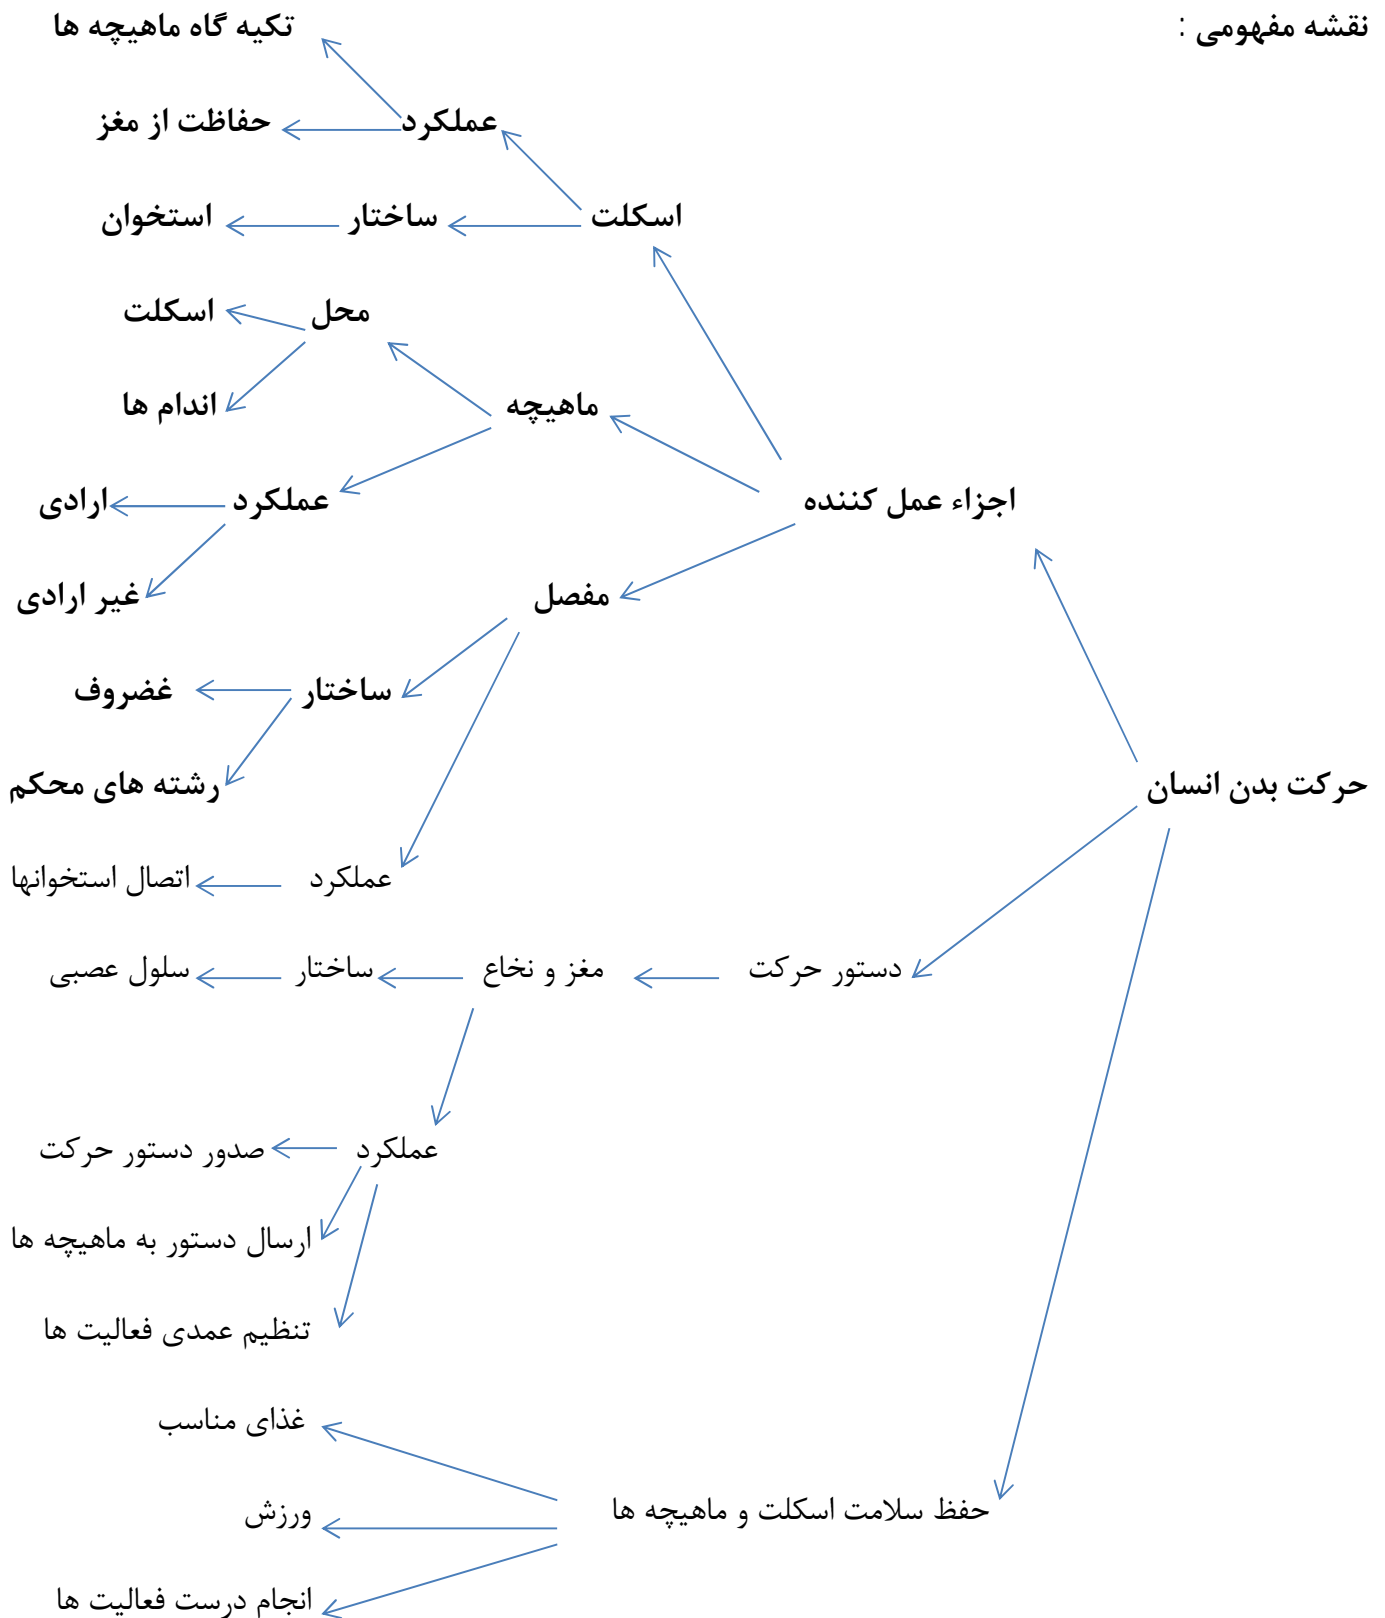 نقشه مفهومی :
تکیه گاه ماهیچه ها
عملکرد
حفاظت از مغز
اسکلت
ساختار
استخوان
محل
اسکلت
ماهیچه
اندام ها
اجزاء عمل کننده
عملکرد
ارادی
مفصل
غیر ارادی
ساختار
غضروف
حرکت بدن انسان
رشته های محکم
عملکرد
اتصال استخوانها
دستور حرکت
مغز و نخاع
ساختار
سلول عصبی
عملکرد
صدور دستور حرکت
ارسال دستور به ماهیچه ها
تنظیم عمدی فعالیت ها
غذای مناسب
حفظ سلامت اسکلت و ماهیچه ها
ورزش
انجام درست فعالیت ها